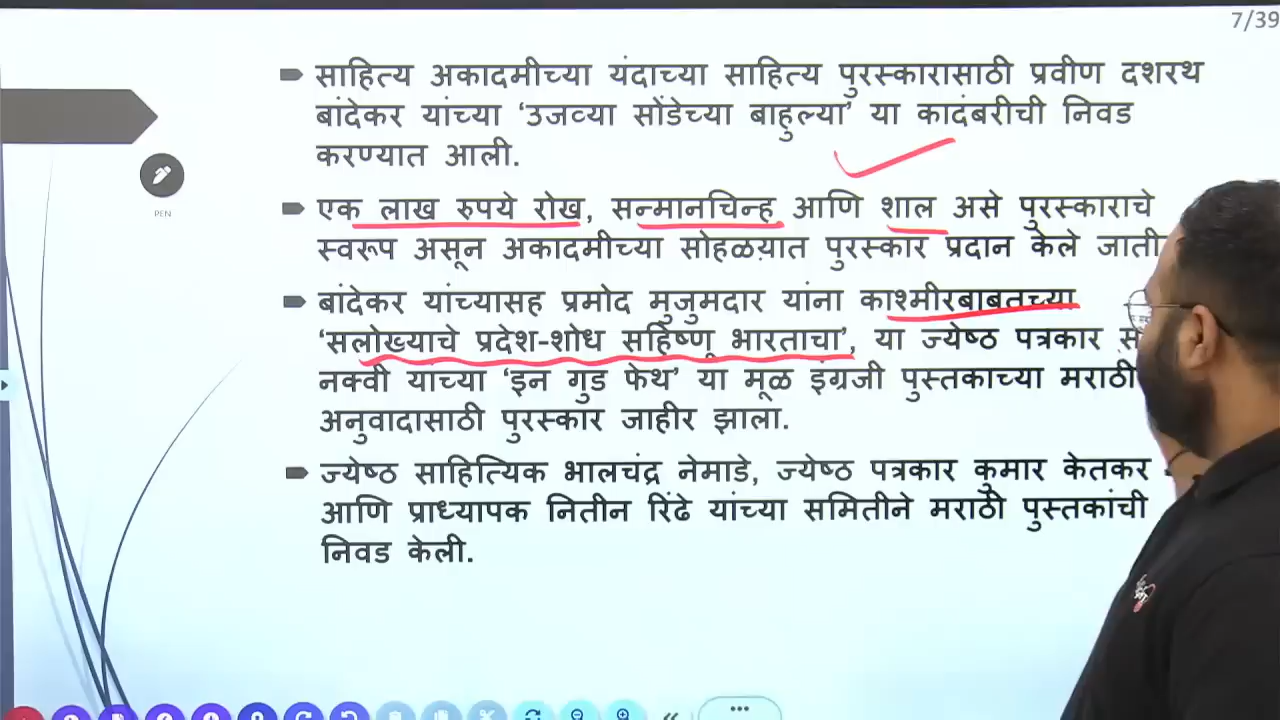 7/39
साहित्य अकादमीच्या यंदाच्या साहित्य पुरस्कारासाठी प्रवीण दशरथ
बांदेकर यांच्या ‘उजव्या सोंडेच्या बाहुल्या’ या कादंबरीची निवड
करण्यात आली.
PEN
एक लाख रुपये रोख, सन्मानचिन्ह आणि शाल असे पुरस्काराचे
स्वरूप असून अकादमीच्या सोहळय़ात पुरस्कार प्रदान केले जाती
बांदेकर यांच्यासह प्रमोद मुजुमदार यांना काश्मीरबाबतच्या
‘सलोख्याचे प्रदेश-शोध सहिष्णू भारताचा’, या ज्येष्ठ पत्रकार
नक्वी यांच्या ‘इन गुड फेथ’ या मूळ इंग्रजी पुस्तकाच्या मराठी
अनुवादासाठी पुरस्कार जाहीर झाला.
ज्येष्ठ साहित्यिक भालचंद्र नेमाडे, ज्येष्ठ पत्रकार कुमार केतकर
आणि प्राध्यापक नितीन रिंढे यांच्या समितीने मराठी पुस्तकांची
निवड केली.